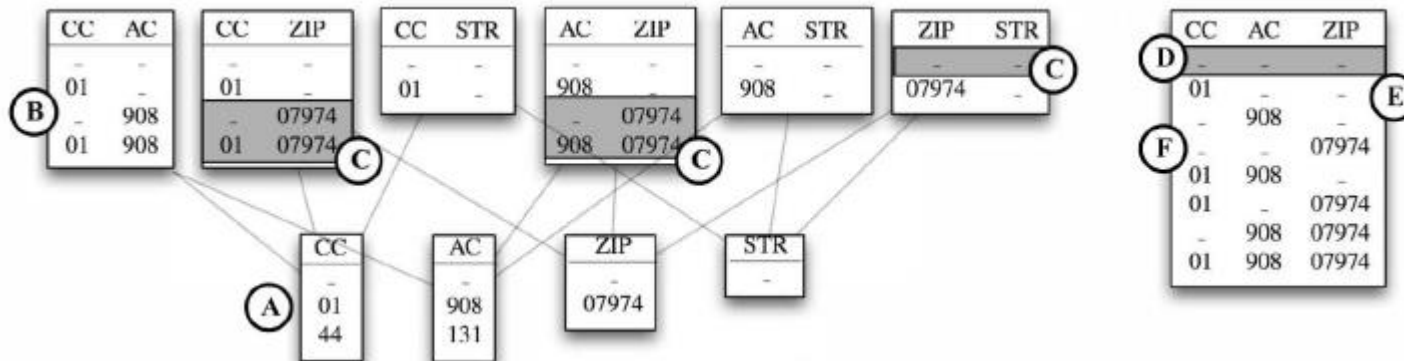 CC AC
_ _
01 _
_ 908
01 908
B
CC ZIP
_ _
01 _
_ 07974
01 07974
C
CC STR
_ _
01 _
AC ZIP
_ _
908 _
_ 07974
908 07974
C
AC STR
_ _
908 _
ZIP STR
_ _
07974 _
C
CC AC ZIP
_ _ _
01 _ _
_ 908 _
_ _ 07974
01 908 _
01 _ 07974
_ 908 07974
01 908 07974
D
E
F
CC
_
01
44
A
AC
_
908
131
ZIP
_
07974
STR
_